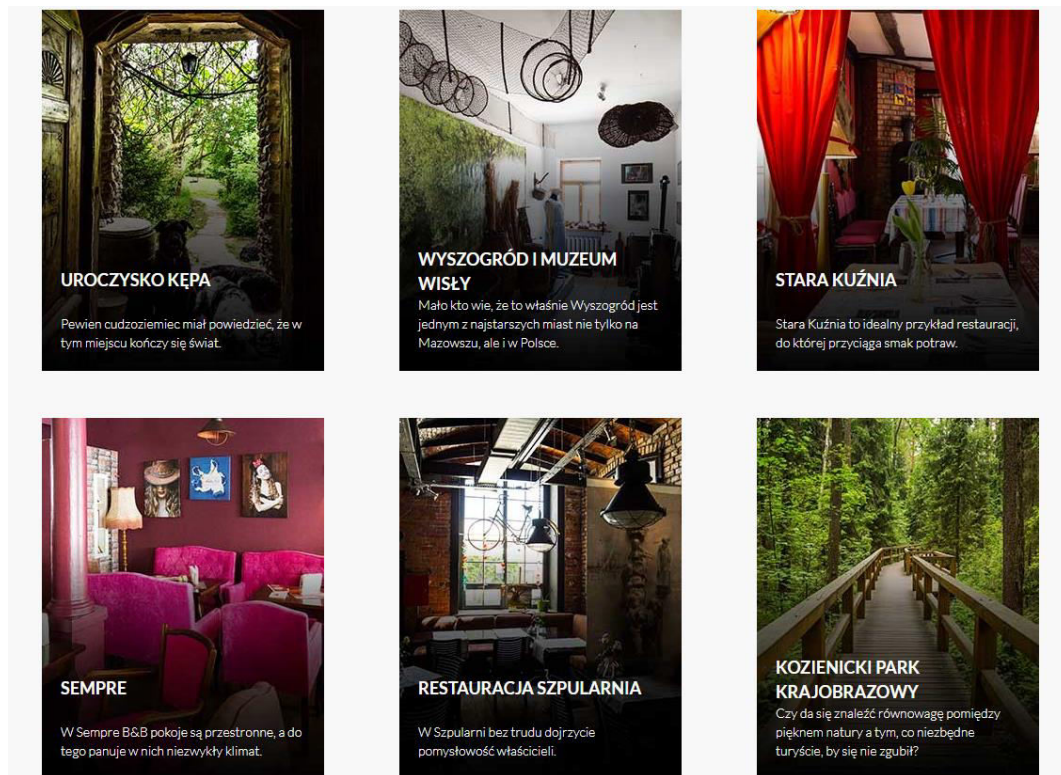 UROCZYSKO KĘPA
Pewien cudzoziemiec miał powiedzieć, że w
tym miejscu kończy się świat.
WYSZOGRÓD I MUZEUM
WISŁY
Mało kto wie, że to właśnie Wyszogród jest
jednym z najstarszych miast nie tylko na
Mazowszu, ale i w Polsce.
STARA KUŹNIA
Stara Kuźnia to idealny przykład restauracji,
do której przyciąga smak potraw.
SEMPRE
W Sempre B&B pokoje są przestronne, a do
tego panuje w nich niezwykły klimat.
RESTAURACJA SZPULARNIA
W Szpularni bez trudu dojrzycie
pomysłowość właścicieli.
KOZIENICKI PARK
KRAJOBRAZOWY
Czy da się znaleźć równowagę pomiędzy
pięknem natury a tym, co niezbędne
turyście, by się nie zgubił?